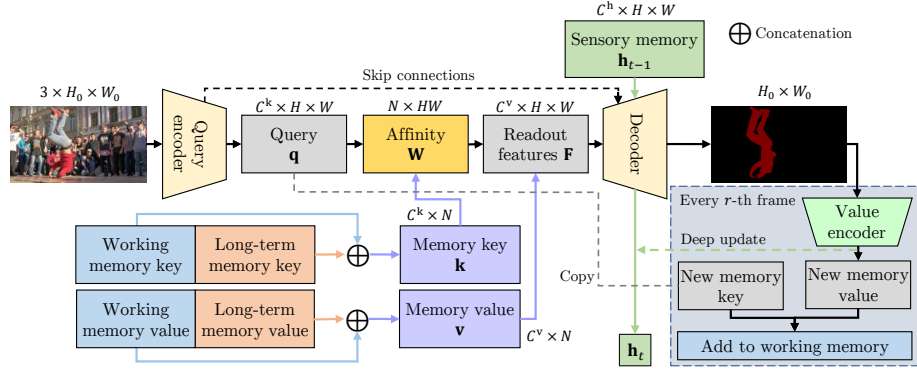 C^h × H × W
Sensory memory
h_{t−1}
⊕ Concatenation
Skip connections
3 × H_0 × W_0
Query
encoder
C^k × H × W
Query
q
N × HW
Affinity
W
C^v × H × W
Readout
features F
Decoder
H_0 × W_0
Every r-th frame
Value
encoder
Deep update
C^k × N
Working
memory key
Long-term
memory key
⊕
Memory key
k
Copy
New memory
key
New memory
value
Working
memory value
Long-term
memory value
⊕
Memory value
v
C^v × N
h_t
Add to working memory